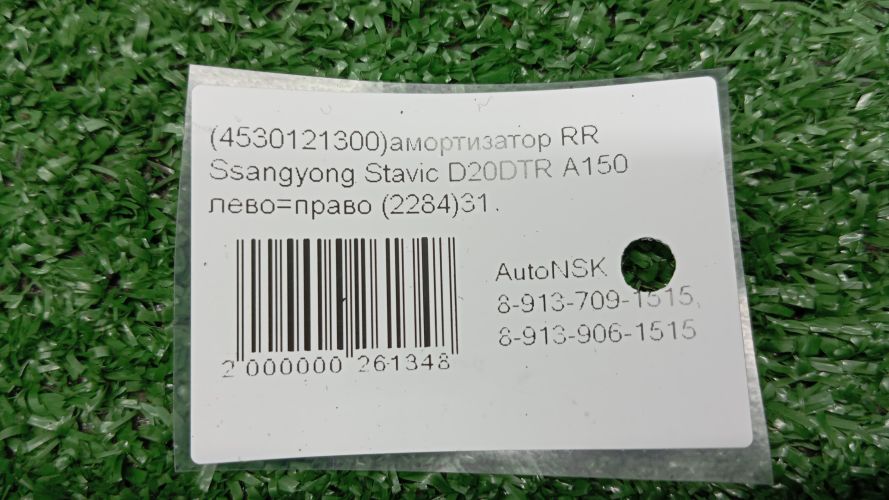 (4530121300)амортизатор RR
Ssangyong Stavic D20DTR A150
лево=право (2284)31.
AutoNSK
8-913-709-1515,
8-913-906-1515
2 000000 261348